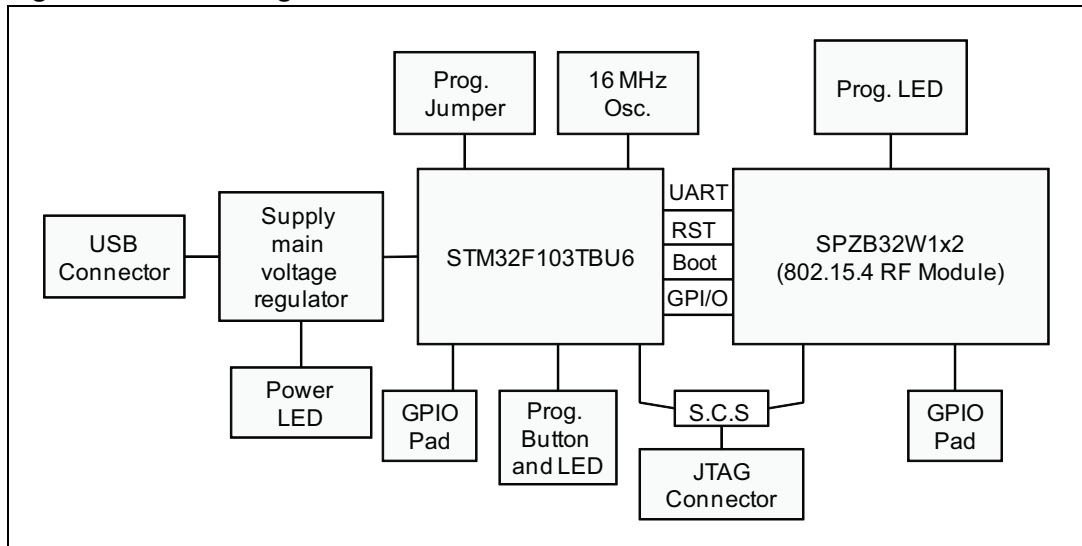 Prog.
Jumper
16 MHz
Osc.
Prog. LED
USB
Connector
Supply
main
voltage
regulator
STM32F103TBU6
UART
RST
Boot
GPI/O
SPZB32W1x2
(802.15.4 RF Module)
Power
LED
GPIO
Pad
Prog.
Button
and LED
S.C.S
JTAG
Connector
GPIO
Pad